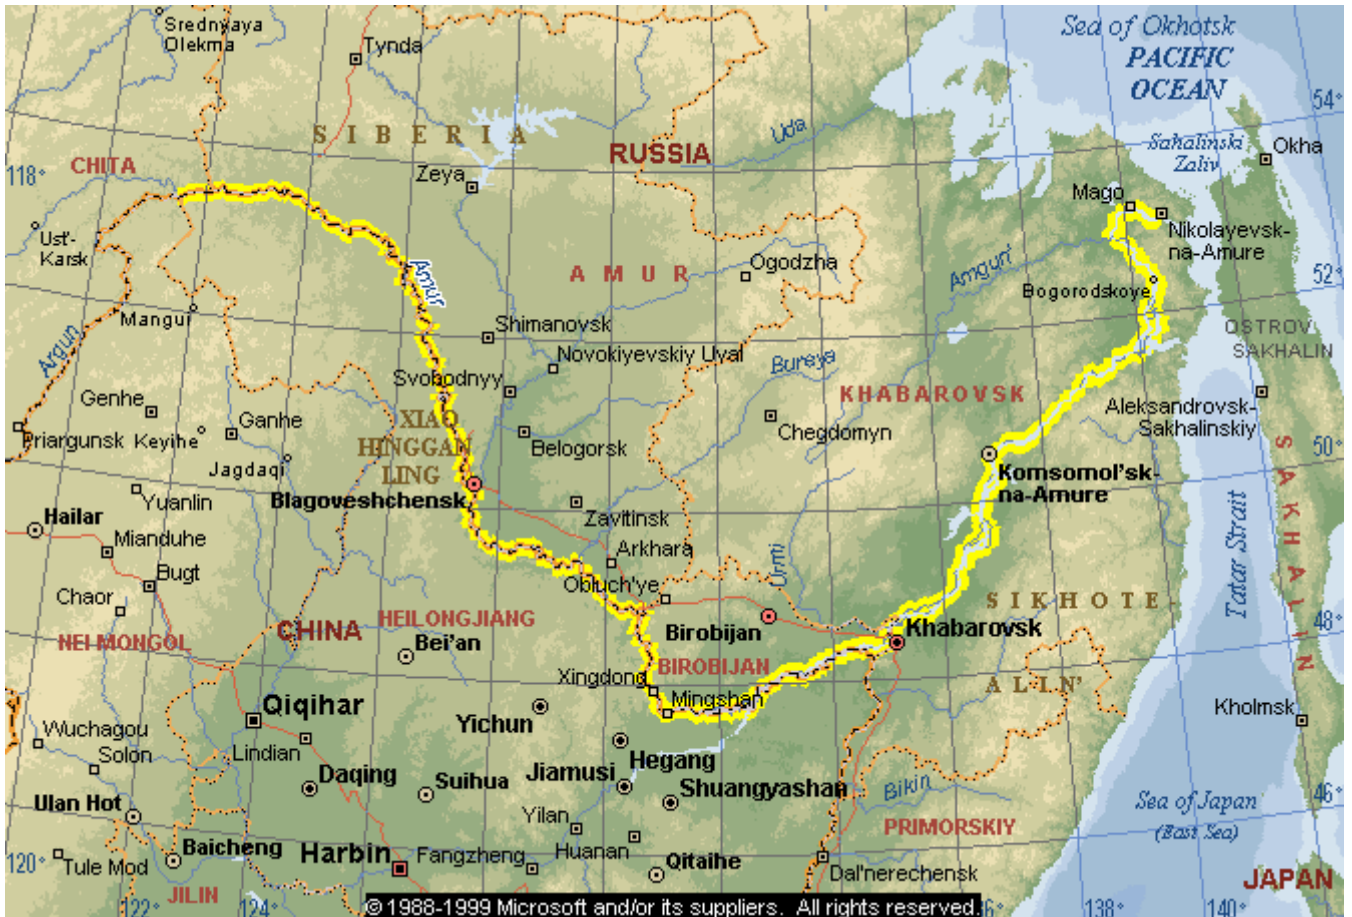 Srednyaya
Olekma
Tynda
Sea of Okhotsk
PACIFIC
OCEAN
54°
SIBERIA
Uda
RUSSIA
Sahalinski
Zaliv
Okha
CHITA
118°
Zeya
Mago
Nikolayevsk-
na-Amure
Ust'-
Karsk
Amur
AMUR
Ogodzha
Amgun'
52°
Bogorodskoye
Mangui
Argun
Shimanovsk
OSTROV
SAKHALIN
Novokiyevskiy Uval
Bureya
Svobodnyy
KHABAROVSK
Genhe
Ganhe
XIAO
HINGGAN
LING
Aleksandrovsk-
Sakhalinskiy
Priargunsk
Keyihe
Chegdomyn
Belogorsk
50°
Jagdaqi
Komsomol'sk-
na-Amure
Yuanlin
Blagoveshchensk
Zavitinsk
Hailar
Mianduhe
Arkhara
Urmi
Tatar Strait
SAKHALIN
Bugt
Obluch'ye
Chaor
SIKHOTE-
ALIN'
HEILONGJIANG
48°
NEI MONGOL
CHINA
Bei'an
Birobijan
Khabarovsk
BIROBIJAN
Xingdong
Mingshan
Qiqihar
Yichun
Kholmsk
Wuchagou
Solon
Lindian
Hegang
Daqing
Suihua
Jiamusi
Shuangyashan
Bikin
Ulan Hot
Sea of Japan
(East Sea)
46°
Yilan
PRIMORSKIY
Baicheng
Harbin
Fangzheng
Huanan
Qitaihe
120°
Tule Mod
Dal'nerechensk
JAPAN
JILIN
122°
124°
© 1988-1999 Microsoft and/or its suppliers. All rights reserved.
138°
140°